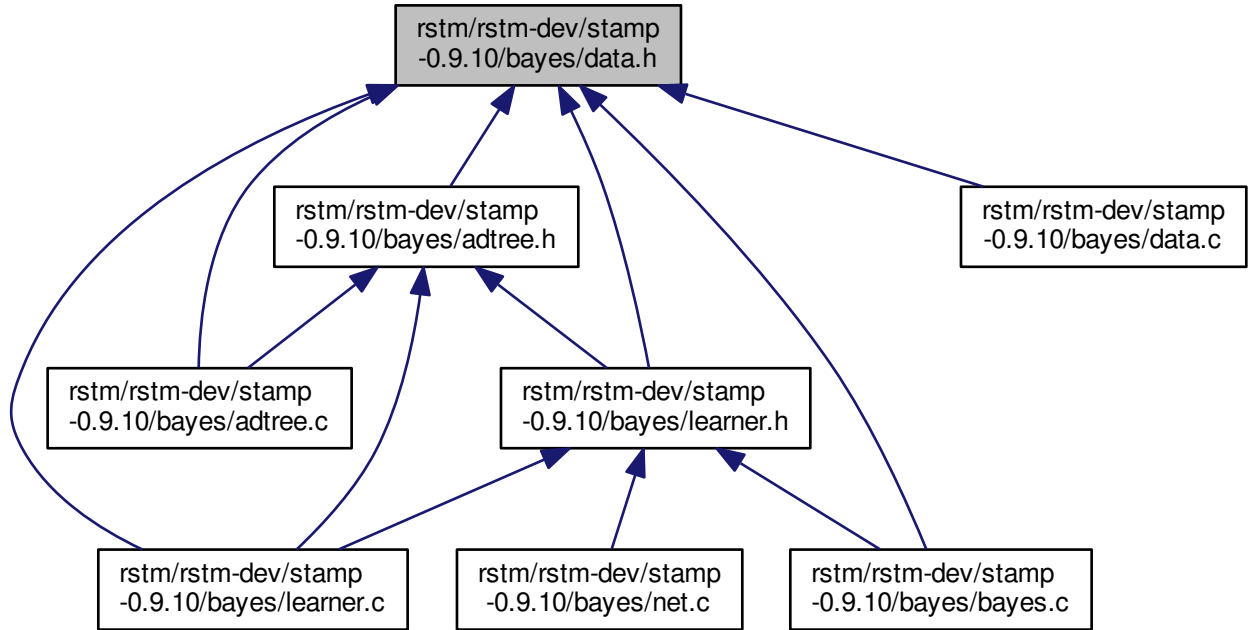 rstm/rstm-dev/stamp
-0.9.10/bayes/data.h
rstm/rstm-dev/stamp
-0.9.10/bayes/adtree.h
rstm/rstm-dev/stamp
-0.9.10/bayes/data.c
rstm/rstm-dev/stamp
-0.9.10/bayes/adtree.c
rstm/rstm-dev/stamp
-0.9.10/bayes/learner.h
rstm/rstm-dev/stamp
-0.9.10/bayes/learner.c
rstm/rstm-dev/stamp
-0.9.10/bayes/net.c
rstm/rstm-dev/stamp
-0.9.10/bayes/bayes.c